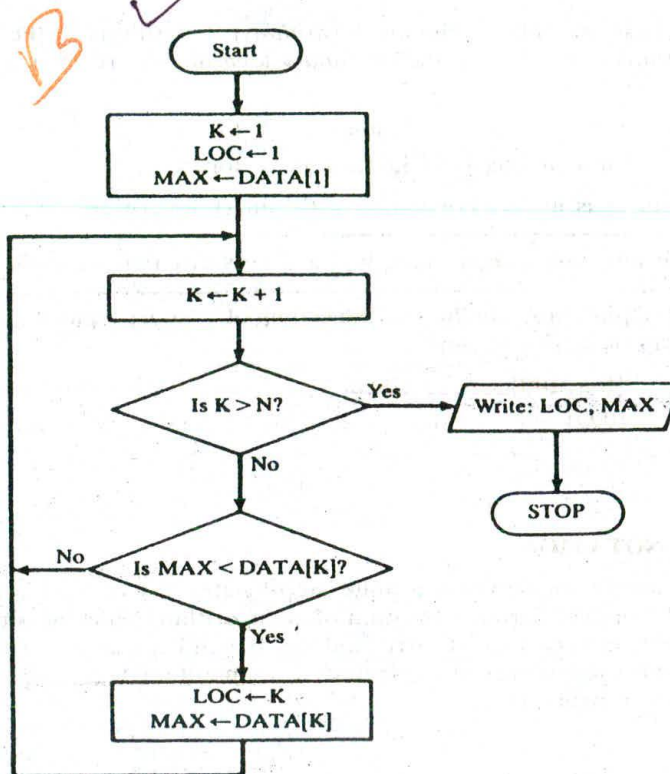 B
Start
K ← 1
LOC ← 1
MAX ← DATA[1]
K ← K + 1
Is K > N?
Yes
Write: LOC, MAX
No
STOP
No
Is MAX < DATA[K]?
Yes
LOC ← K
MAX ← DATA[K]